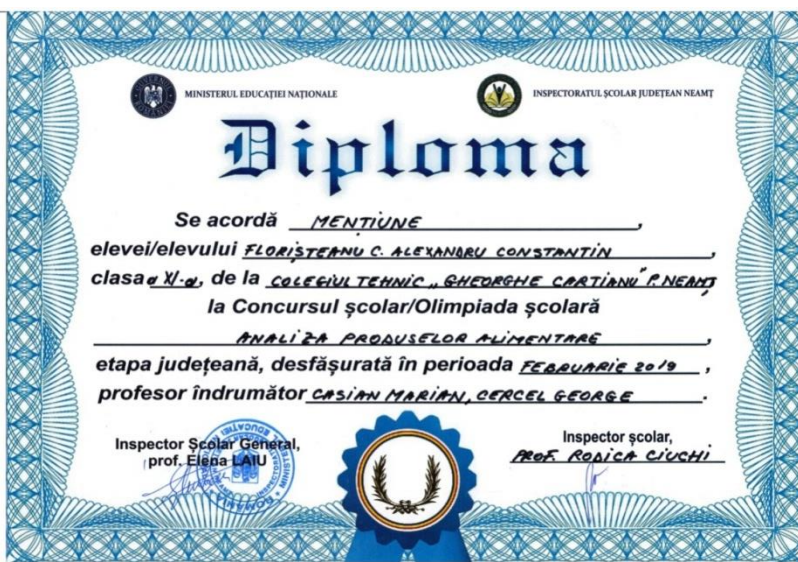 MINISTERUL EDUCAȚIEI NAȚIONALE
INSPECTORATUL ȘCOLAR JUDEȚEAN NEAMȚ
Diploma
Se acordă MENȚIUNE,
elevei/elevului FLORIȘTEANU C. ALEXANDRU CONSTANTIN,
clasa a XI-a, de la COLEGIUL TEHNIC „GHEORGHE CARTIANU" P. NEAMȚ
la Concursul școlar/Olimpiada școlară
ANALIZA PRODUSELOR ALIMENTARE,
etapa județeană, desfășurată în perioada FEBRUARIE 2019,
profesor îndrumător CASIAN MARIAN, CERCEL GEORGE.
Inspector Școlar General,
prof. Elena LAIU
Inspector școlar,
PROF. RODICA CIUCHI